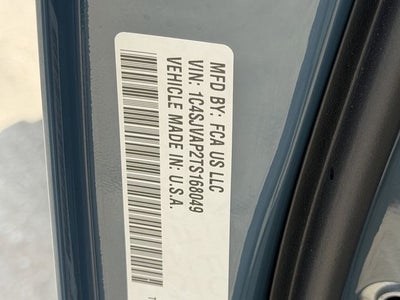 MFD BY: FCA US LLC
VIN: 1C4SJVAP2TS168049
VEHICLE MADE IN: U.S.A.